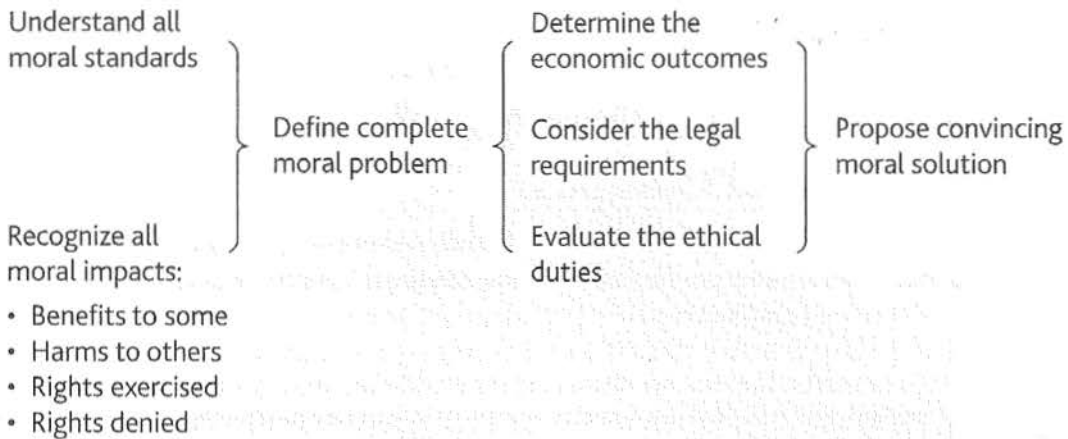 Understand all
moral standards
Recognize all
moral impacts:
• Benefits to some
• Harms to others
• Rights exercised
• Rights denied
Define complete
moral problem
Determine the
economic outcomes
Consider the legal
requirements
Evaluate the ethical
duties
Propose convincing
moral solution